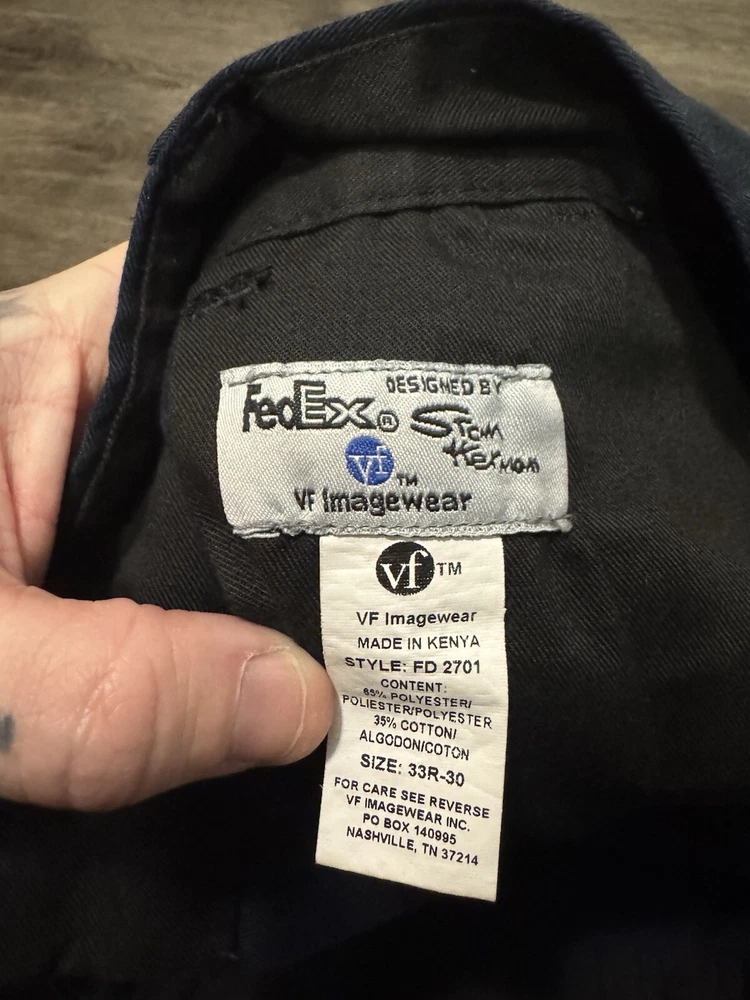 FedEx® DESIGNED BY
Stan Herman
vf™
VF Imagewear
vf™
VF Imagewear
MADE IN KENYA
STYLE: FD 2701
CONTENT:
65% POLYESTER/
POLIESTER/POLYESTER
35% COTTON/
ALGODON/COTON
SIZE: 33R-30
FOR CARE SEE REVERSE
VF IMAGEWEAR INC.
PO BOX 140995
NASHVILLE, TN 37214